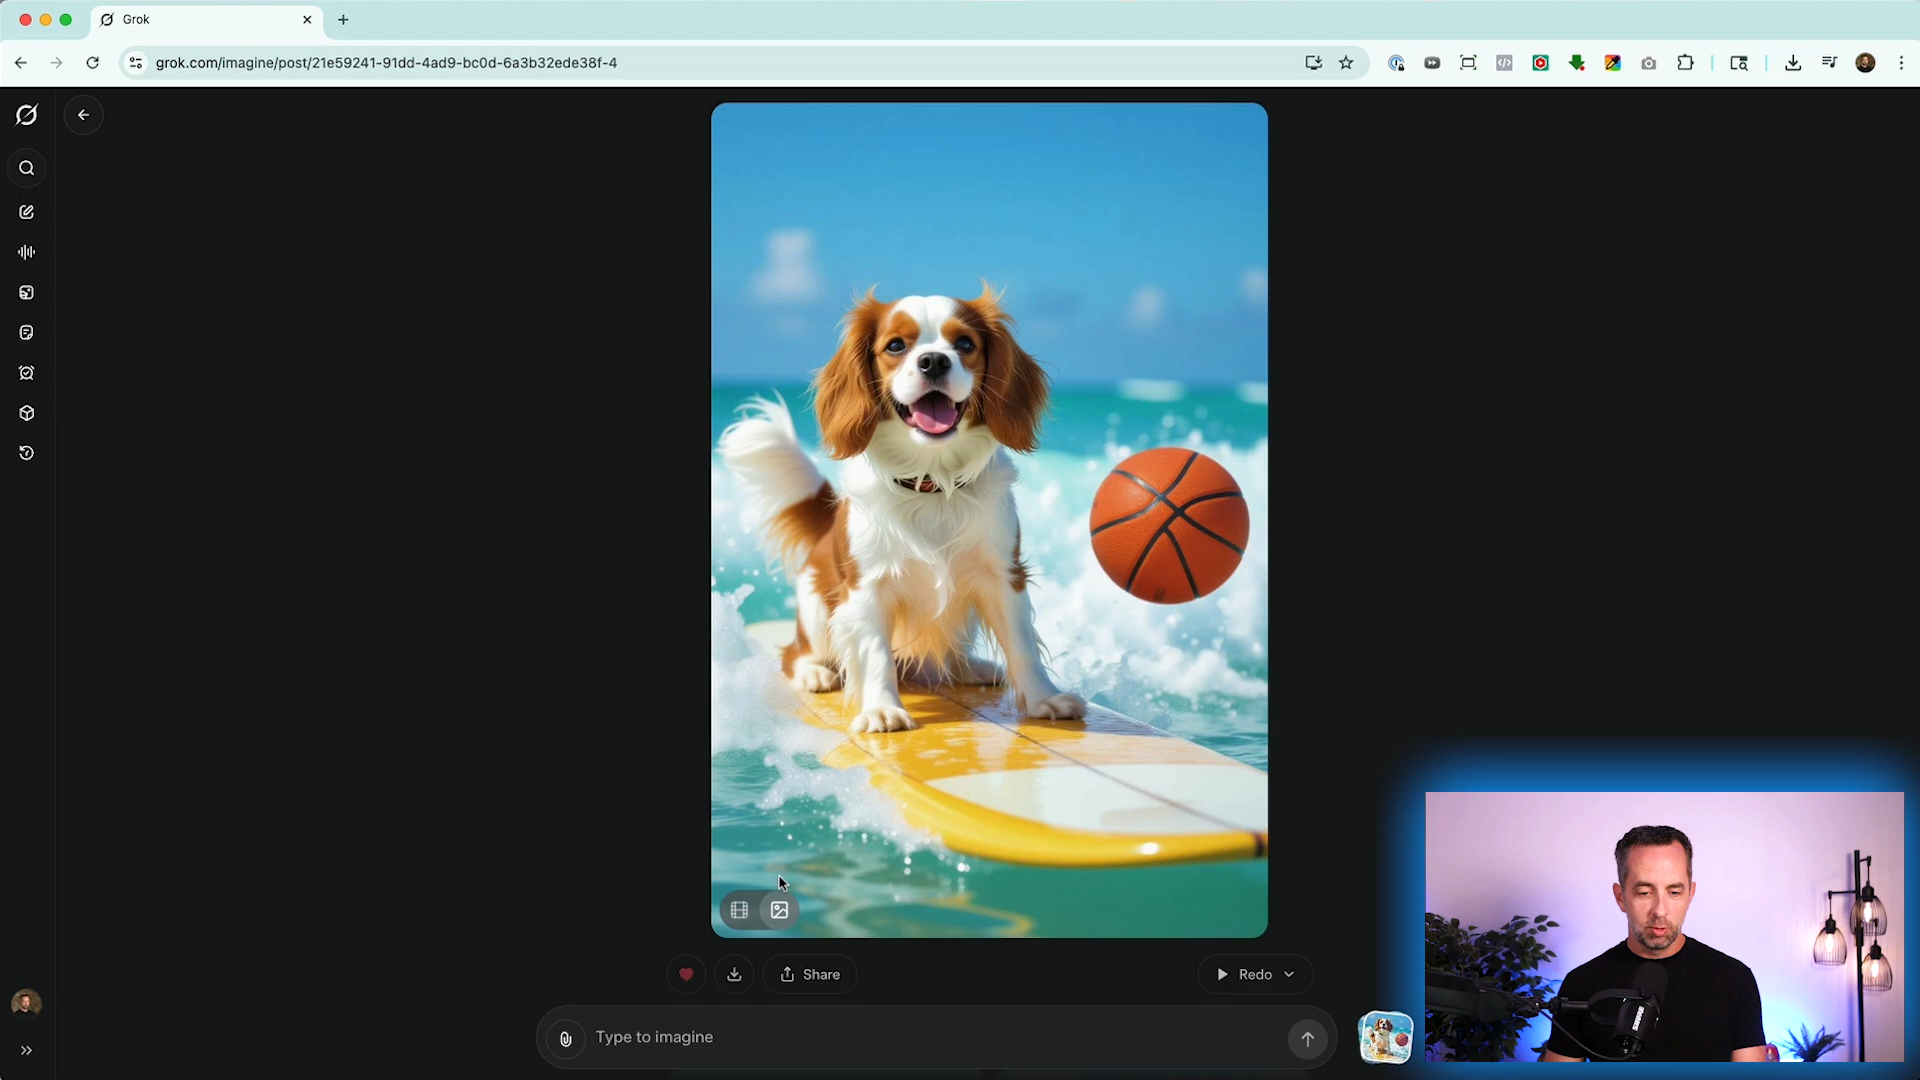 Grok
grok.com/imagine/post/21e59241-91dd-4ad9-bc0d-6a3b32ede38f-4
Share
Redo
Type to imagine